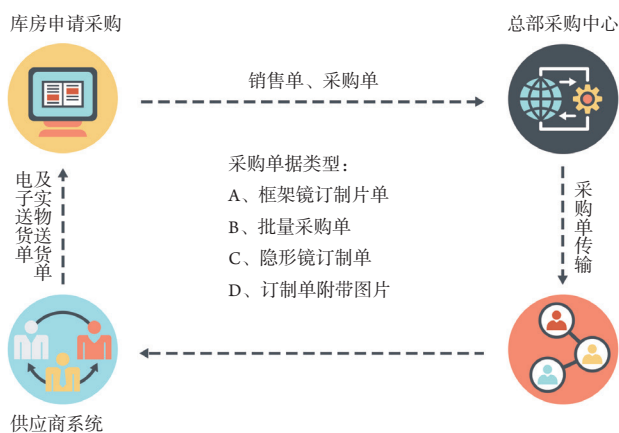 库房申请采购
总部采购中心
销售单、采购单
采购单据类型：
A、框架镜订制片单
B、批量采购单
C、隐形镜订制单
D、订制单附带图片
电子送货单
及实物送货单
采购单传输
供应商系统